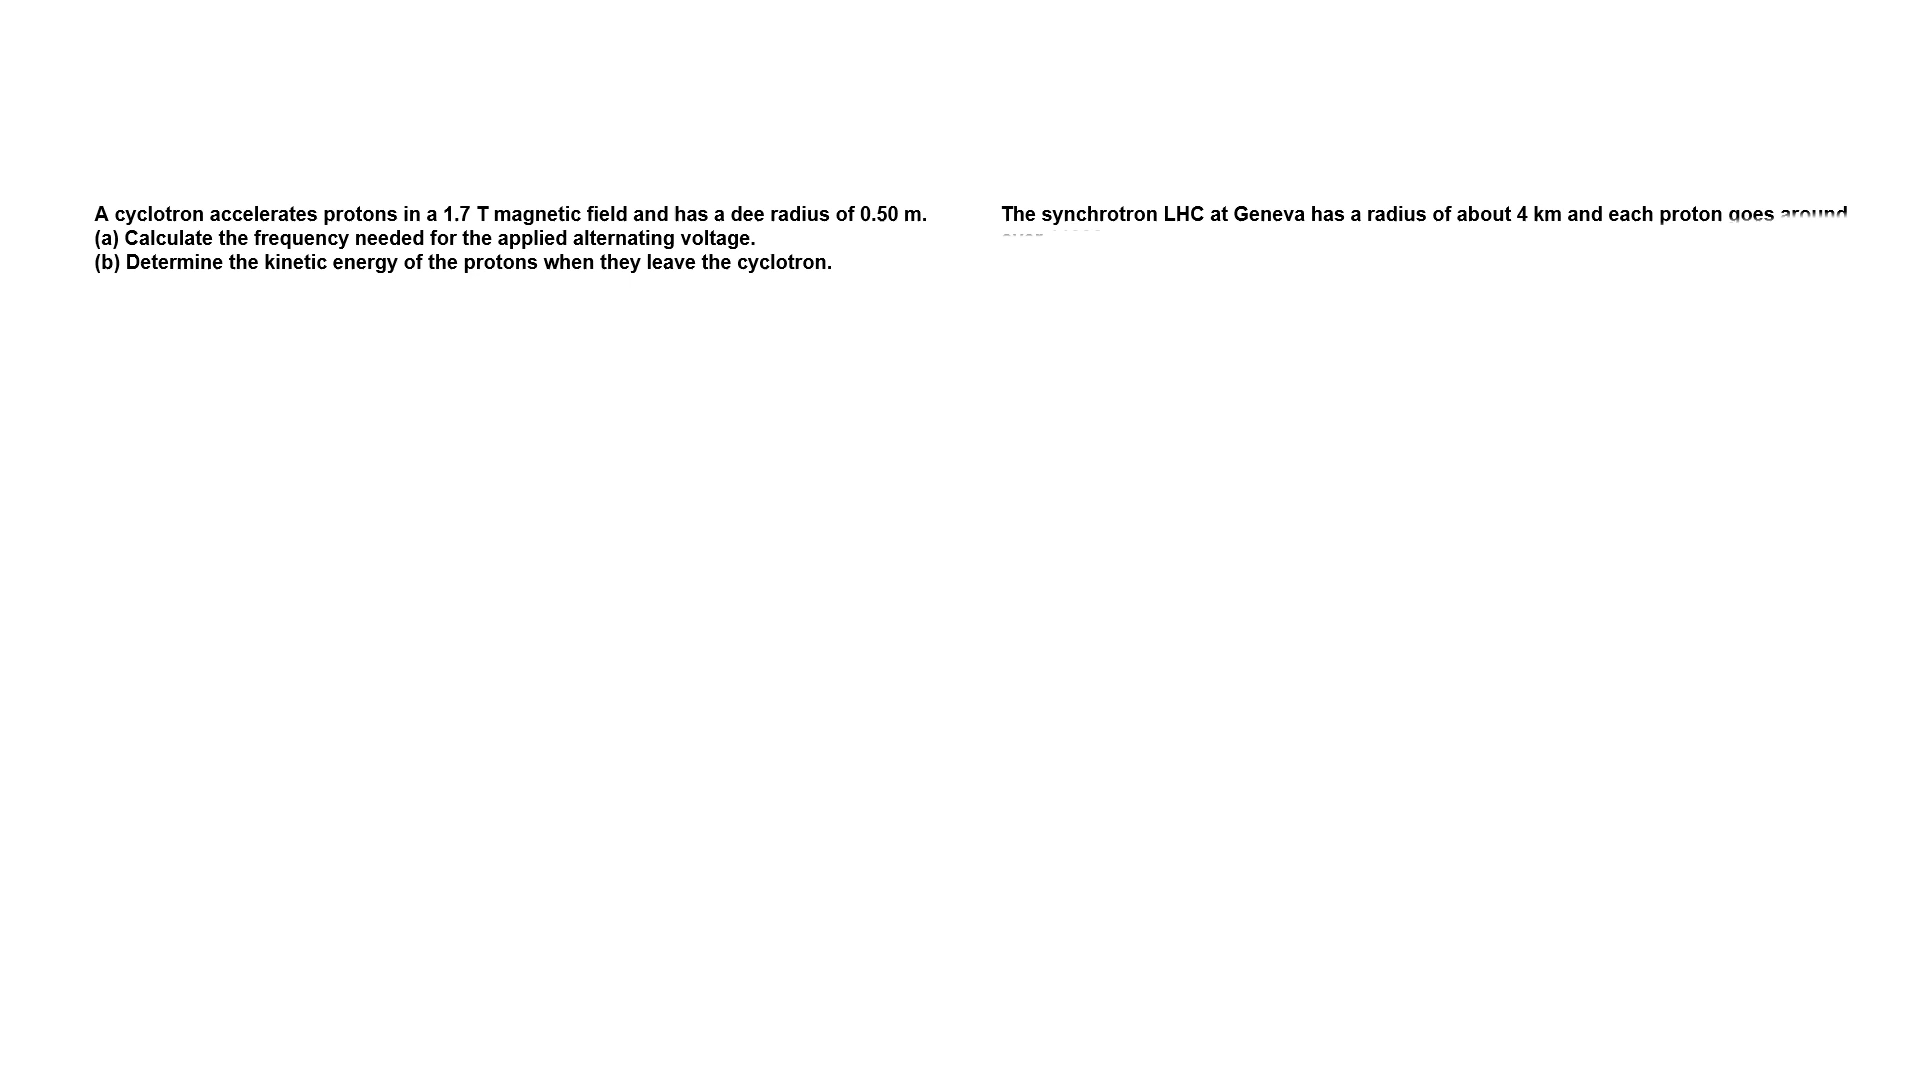 A cyclotron accelerates protons in a 1.7 T magnetic field and has a dee radius of 0.50 m.
(a) Calculate the frequency needed for the applied alternating voltage.
(b) Determine the kinetic energy of the protons when they leave the cyclotron.
The synchrotron LHC at Geneva has a radius of about 4 km and each proton goes around